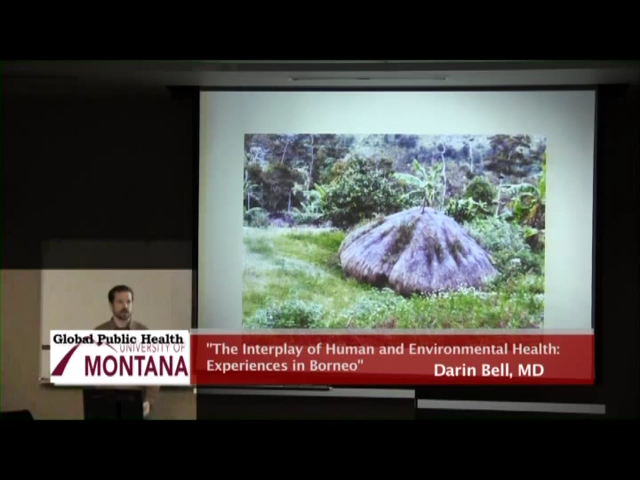 Global Public Health
UNIVERSITY OF
MONTANA
"The Interplay of Human and Environmental Health:
Experiences in Borneo"
Darin Bell, MD